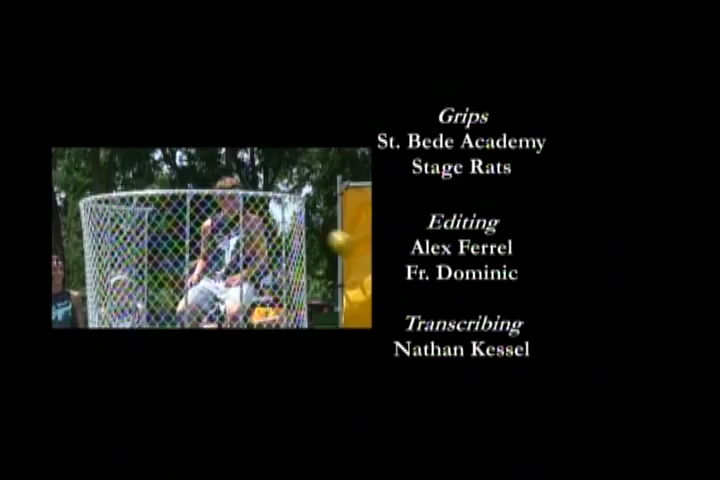 Grips
St. Bede Academy
Stage Rats
Editing
Alex Ferrel
Fr. Dominic
Transcribing
Nathan Kessel